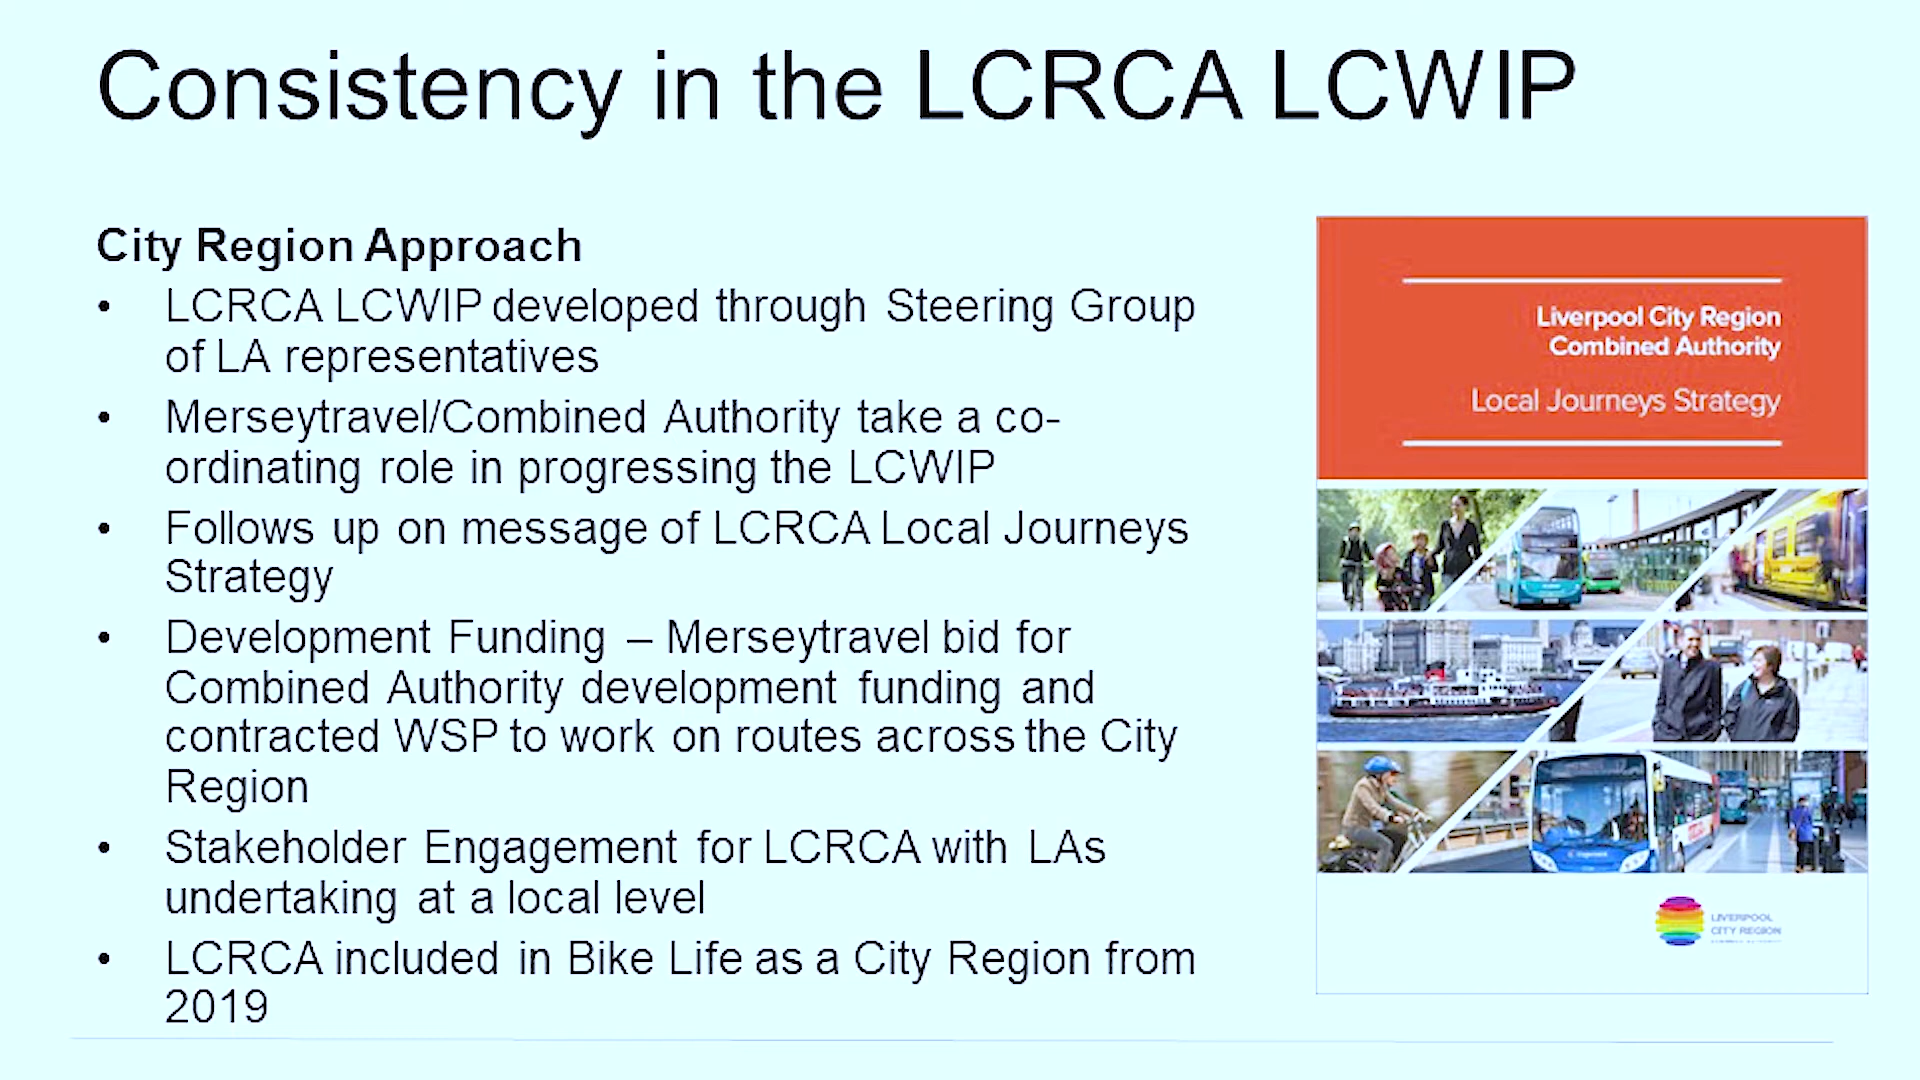 Consistency in the LCRCA LCWIP
City Region Approach
• LCRCA LCWIP developed through Steering Group
of LA representatives
• Merseytravel/Combined Authority take a co-
ordinating role in progressing the LCWIP
• Follows up on message of LCRCA Local Journeys
Strategy
• Development Funding – Merseytravel bid for
Combined Authority development funding and
contracted WSP to work on routes across the City
Region
• Stakeholder Engagement for LCRCA with LAs
undertaking at a local level
• LCRCA included in Bike Life as a City Region from
2019
Liverpool City Region
Combined Authority
Local Journeys Strategy
LIVERPOOL
CITY REGION